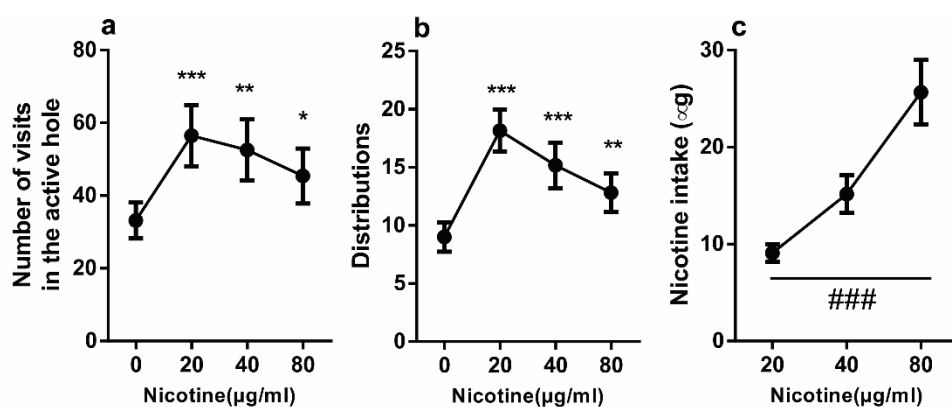 a
Number of visits
in the active hole
80
60
40
20
0
***
**
*
0 20 40 80
Nicotine(µg/ml)
b
Distributions
25
20
15
10
5
0
***
***
**
0 20 40 80
Nicotine(µg/ml)
c
Nicotine intake (∝g)
30
20
10
0
###
20 40 80
Nicotine(µg/ml)